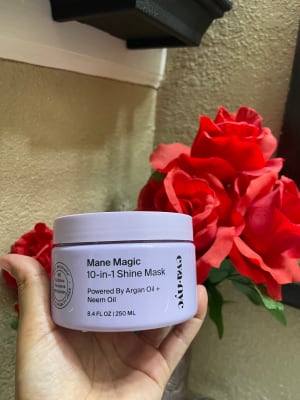 Mane Magic
10-in-1 Shine Mask
Powered By Argan Oil +
Neem Oil
8.4 FL OZ | 250 ML
eva·nyc